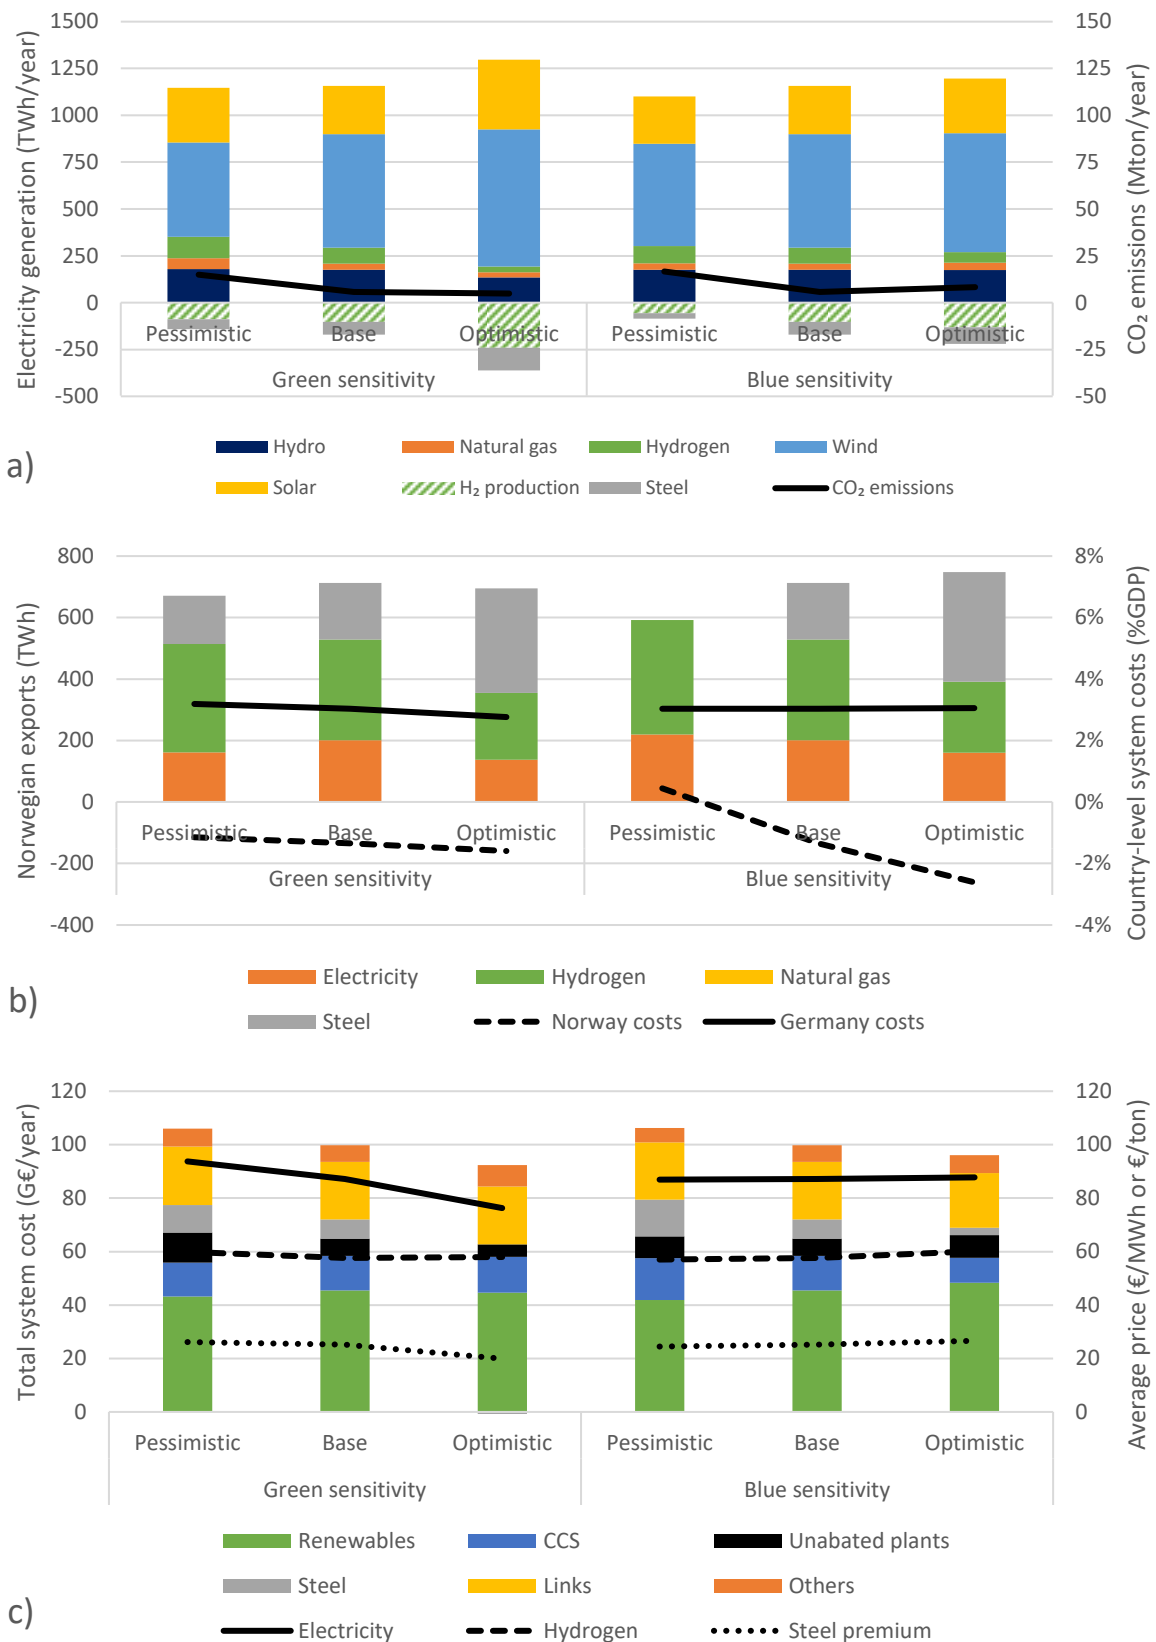 1500
1250
1000
750
500
250
0
-250
-500
Electricity generation (TWh/year)
150
125
100
75
50
25
0
-25
-50
CO₂ emissions (Mton/year)
Pessimistic Base Optimistic Pessimistic Base Optimistic
Green sensitivity Blue sensitivity
Hydro Natural gas Hydrogen Wind
Solar H₂ production Steel CO₂ emissions
a)
800
600
400
200
0
-200
-400
Norwegian exports (TWh)
8%
6%
4%
2%
0%
-2%
-4%
Country-level system costs (%GDP)
Pessimistic Base Optimistic Pessimistic Base Optimistic
Green sensitivity Blue sensitivity
Electricity Hydrogen Natural gas
Steel Norway costs Germany costs
b)
120
100
80
60
40
20
0
Total system cost (G€/year)
120
100
80
60
40
20
0
Average price (€/MWh or €/ton)
Pessimistic Base Optimistic Pessimistic Base Optimistic
Green sensitivity Blue sensitivity
Renewables CCS Unabated plants
Steel Links Others
Electricity Hydrogen Steel premium
c)